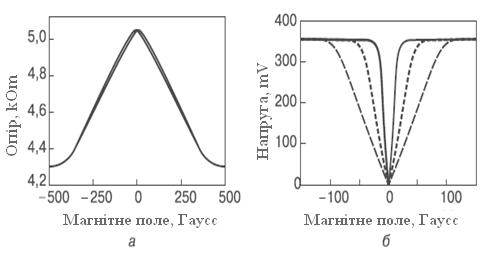 Опір, кОт
5,0
4,8
4,6
4,4
4,2
−500 −250 0 250 500
Магнітне поле, Гаусс
а
Напруга, mV
400
300
200
100
0
−100 0 100
Магнітне поле, Гаусс
б